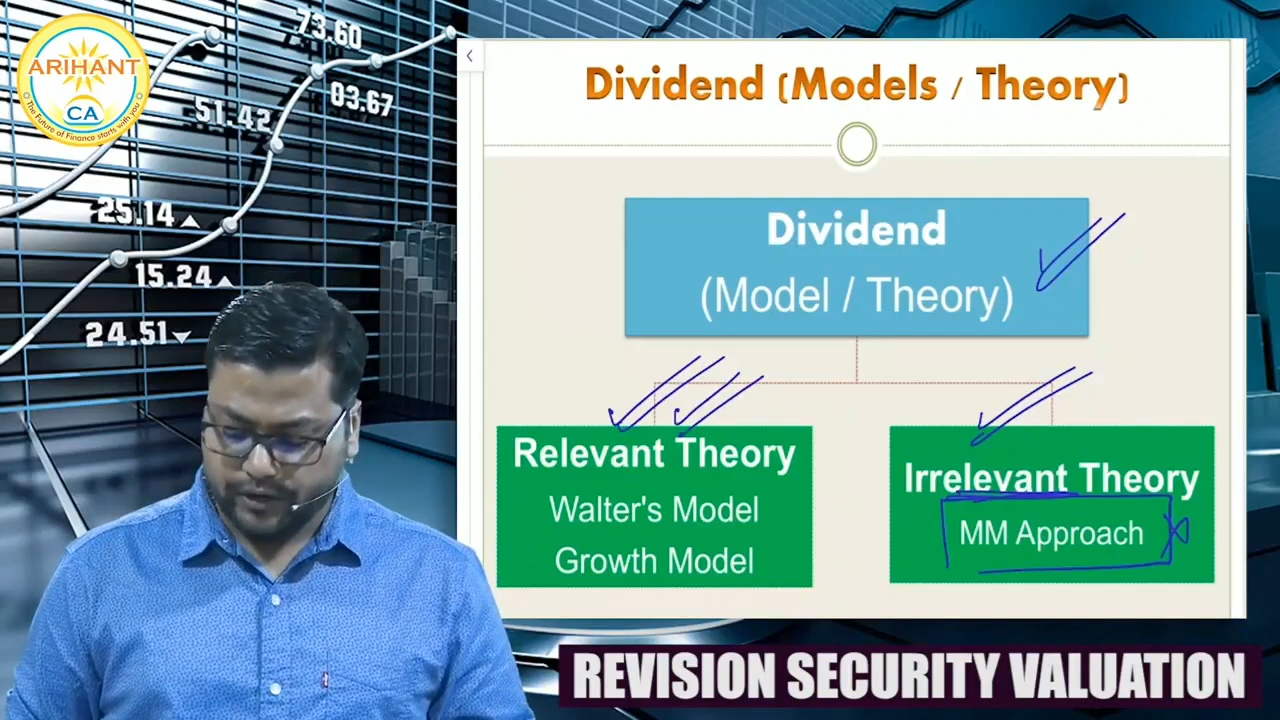 ARIHANT
CA
The Future of Finance starts with you
73.60
51.42
03.67
25.14
15.24
24.51
Dividend (Models / Theory)
Dividend
(Model / Theory)
Relevant Theory
Walter's Model
Growth Model
Irrelevant Theory
MM Approach
REVISION SECURITY VALUATION